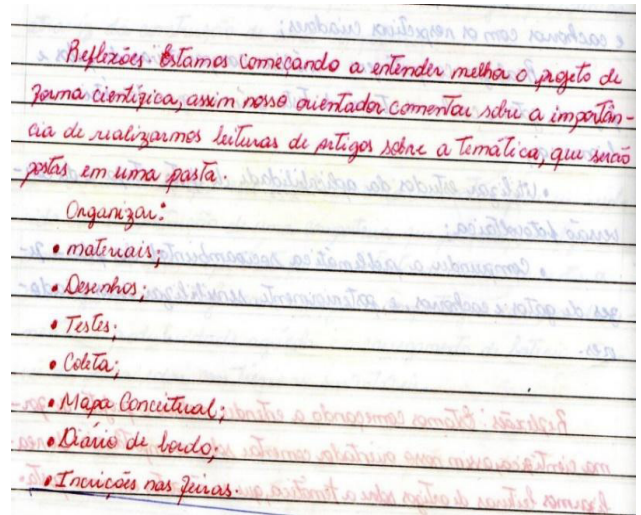 Reflexões Estamos começando a entender melhor o projeto de
forma científica, assim nosso orientador comentou sobre a importân-
cia de realizarmos leituras de artigos sobre a temática, que serão
postas em uma pasta.
Organizar:
• materiais;
• Desenhos;
• Testes;
• Coleta;
• Mapa Conceitual;
• Diário de bordo;
• Incrições nas feiras.